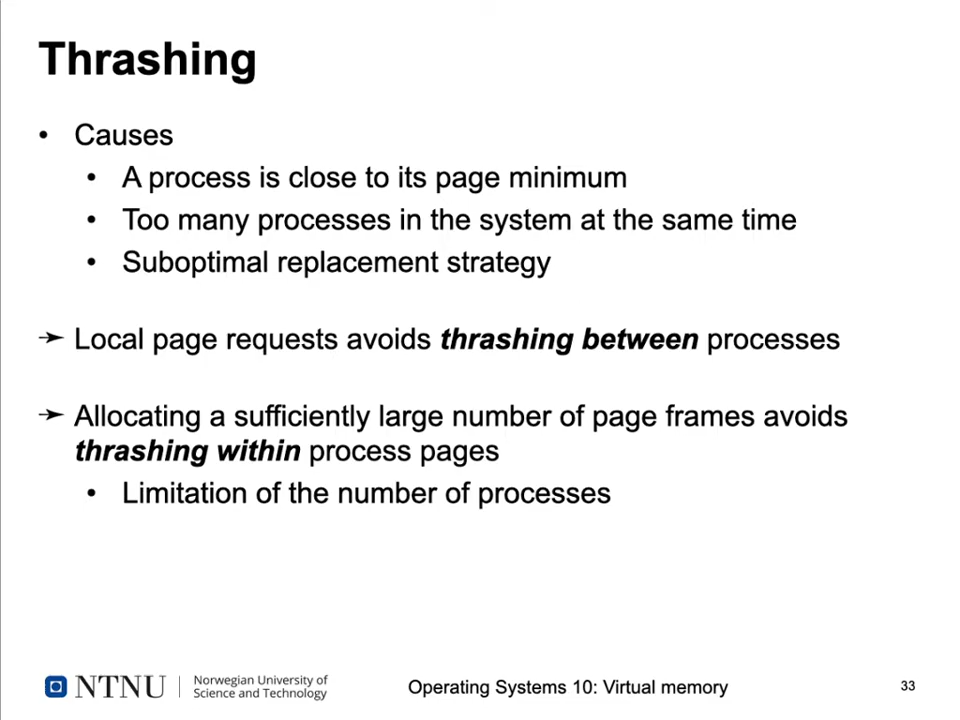 Thrashing
• Causes
• A process is close to its page minimum
• Too many processes in the system at the same time
• Suboptimal replacement strategy
➛ Local page requests avoids thrashing between processes
➛ Allocating a sufficiently large number of page frames avoids
thrashing within process pages
• Limitation of the number of processes
NTNU
Norwegian University of
Science and Technology
Operating Systems 10: Virtual memory
33